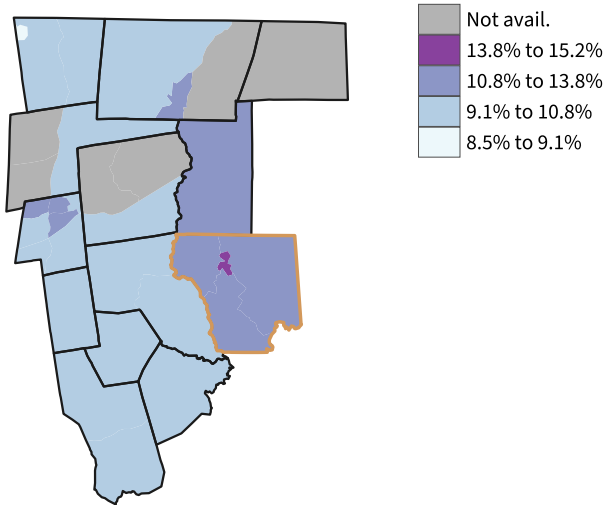 Not avail.
13.8% to 15.2%
10.8% to 13.8%
9.1% to 10.8%
8.5% to 9.1%